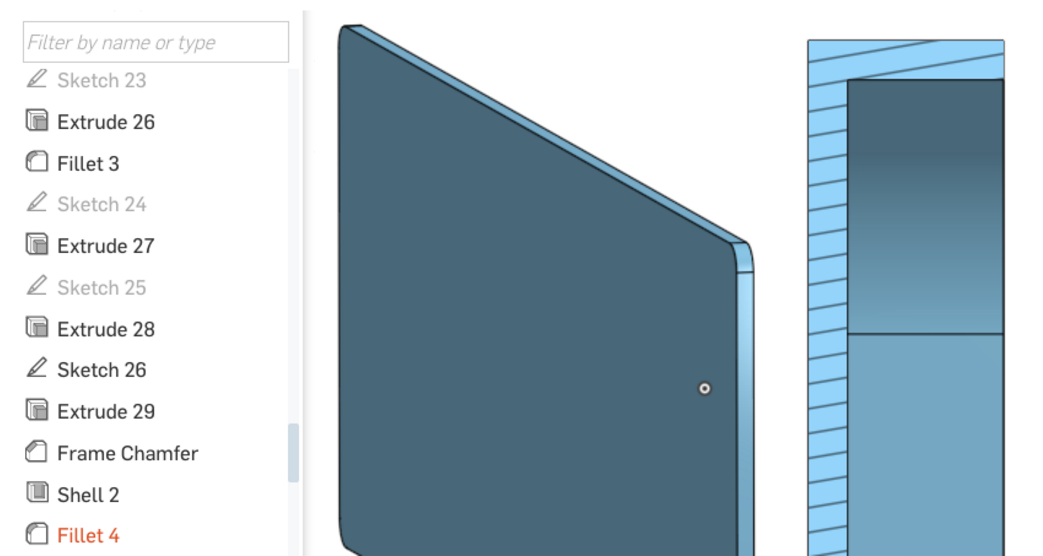 Filter by name or type
Sketch 23
Extrude 26
Fillet 3
Sketch 24
Extrude 27
Sketch 25
Extrude 28
Sketch 26
Extrude 29
Frame Chamfer
Shell 2
Fillet 4